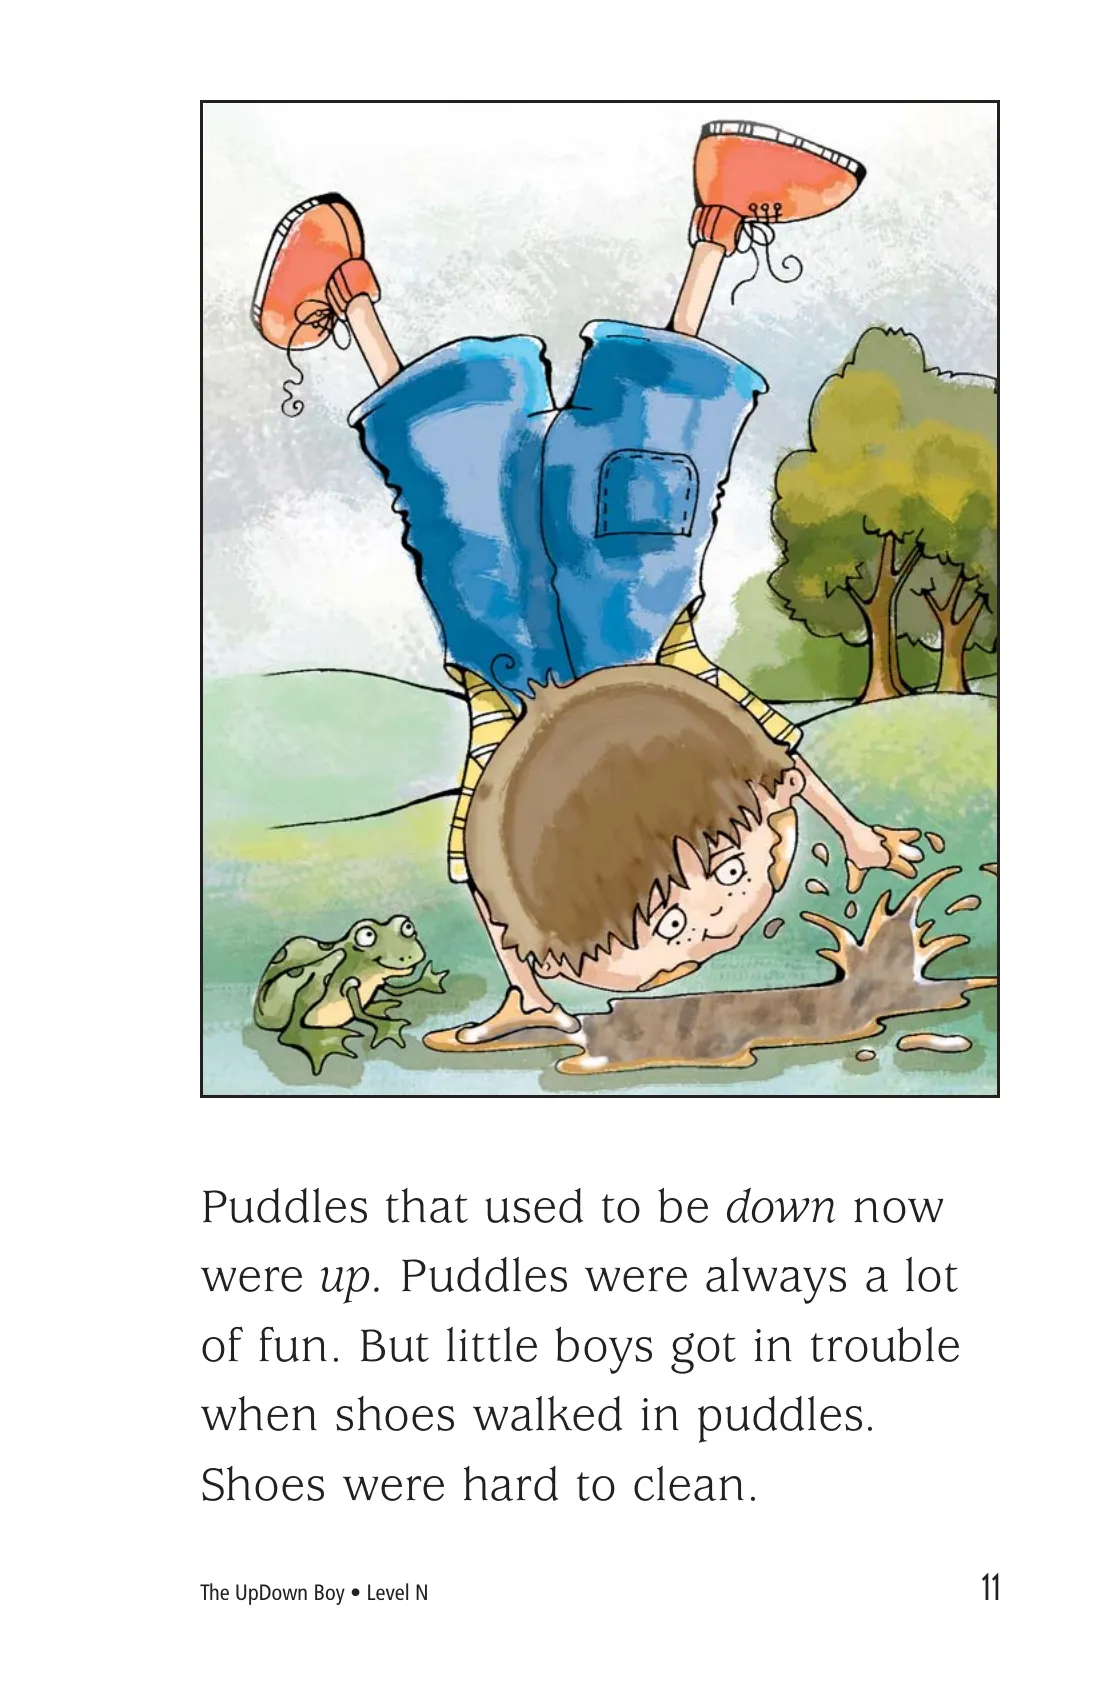 Puddles that used to be down now
were up. Puddles were always a lot
of fun. But little boys got in trouble
when shoes walked in puddles.
Shoes were hard to clean.
The UpDown Boy • Level N
11